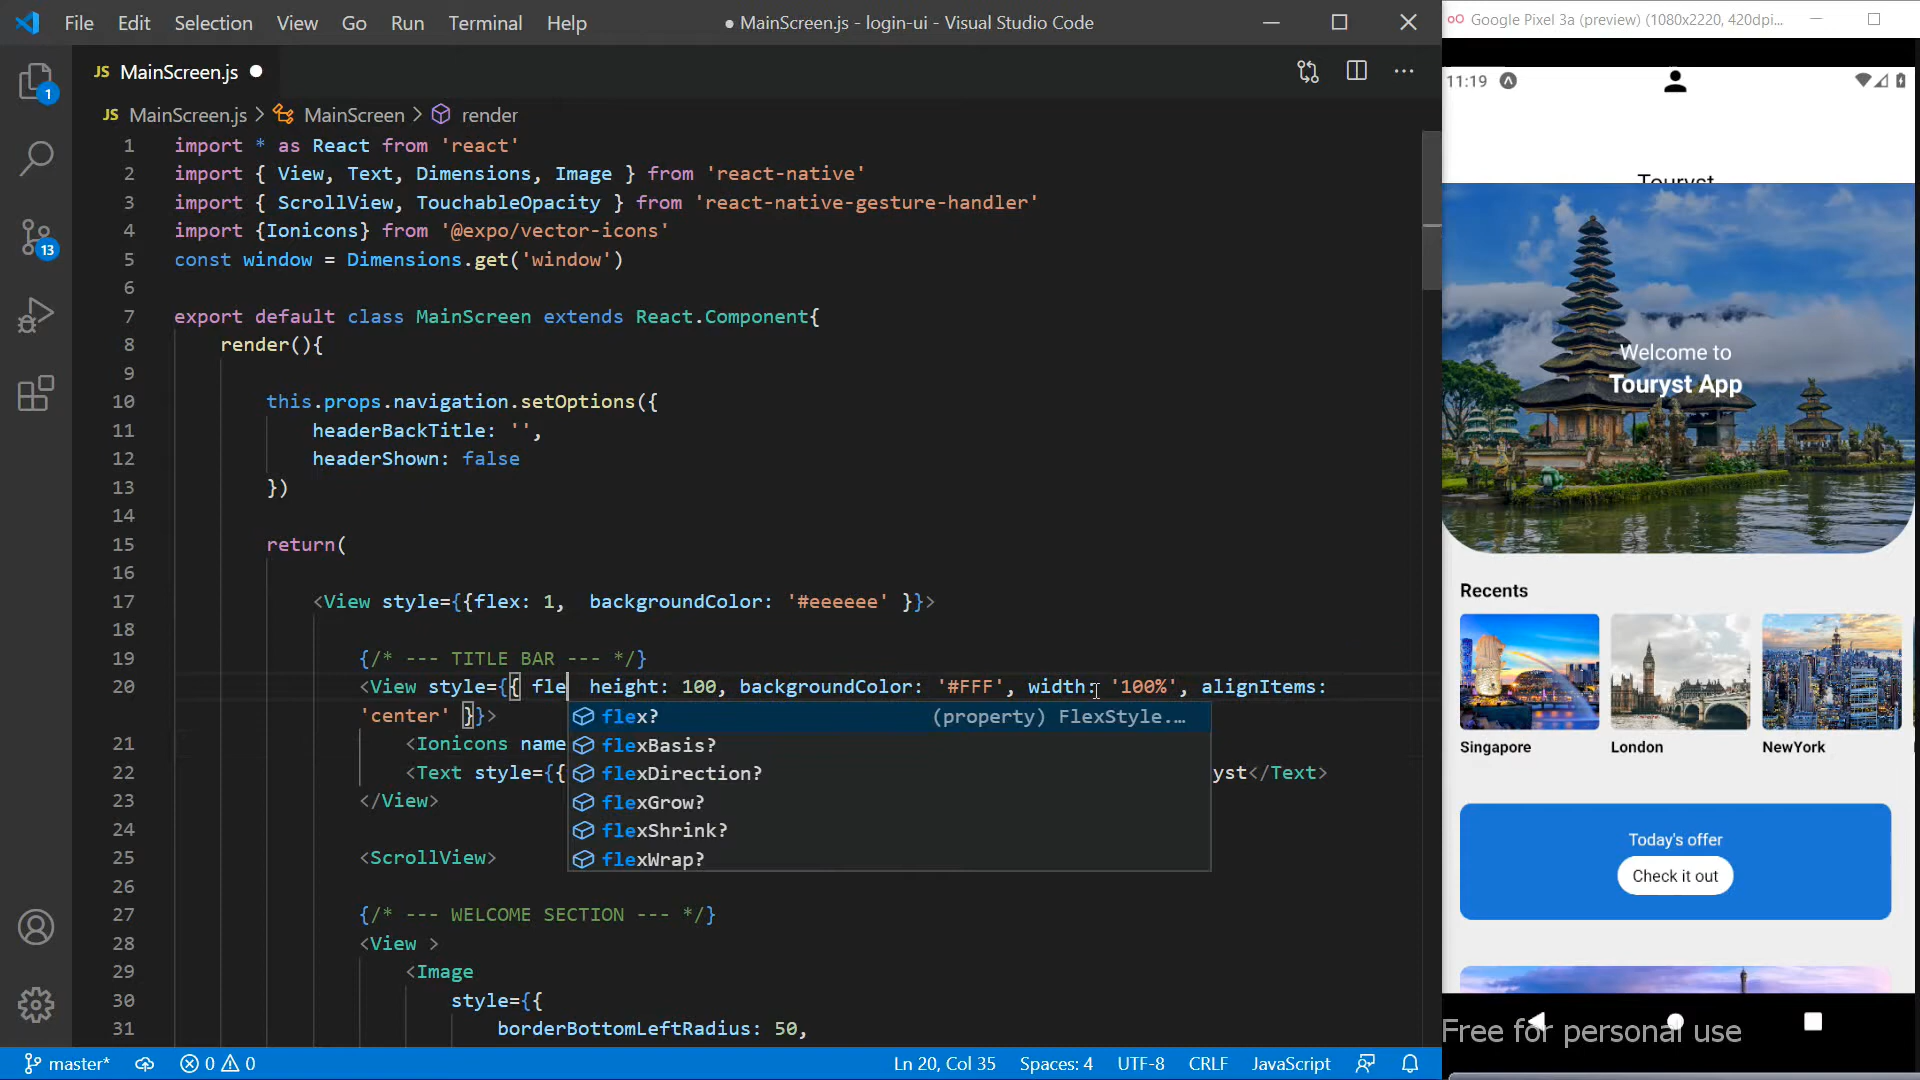 File Edit Selection View Go Run Terminal Help
● MainScreen.js - login-ui - Visual Studio Code
JS MainScreen.js ●
JS MainScreen.js > MainScreen > render
1 import * as React from 'react'
2 import { View, Text, Dimensions, Image } from 'react-native'
3 import { ScrollView, TouchableOpacity } from 'react-native-gesture-handler'
4 import {Ionicons} from '@expo/vector-icons'
5 const window = Dimensions.get('window')
6
7 export default class MainScreen extends React.Component{
8 render(){
9
10 this.props.navigation.setOptions({
11 headerBackTitle: '',
12 headerShown: false
13 })
14
15 return(
16
17 <View style={{flex: 1,  backgroundColor: '#eeeeee' }}>
18
19 {/* --- TITLE BAR --- */}
20 <View style={{ fle  height: 100, backgroundColor: '#FFF', width: '100%', alignItems:
'center' }}>
21 <Ionicons name
22 <Text style={{ yst</Text>
23 </View>
24
25 <ScrollView>
26
27 {/* --- WELCOME SECTION --- */}
28 <View >
29 <Image
30 style={{
31 borderBottomLeftRadius: 50,
flex? (property) FlexStyle.…
flexBasis?
flexDirection?
flexGrow?
flexShrink?
flexWrap?
1
13
master* 0 0
Ln 20, Col 35 Spaces: 4 UTF-8 CRLF JavaScript
Google Pixel 3a (preview) (1080x2220, 420dpi...
11:19
Touryst
Welcome to
Touryst App
Recents
Singapore London NewYork
Today's offer
Check it out
Free for personal use